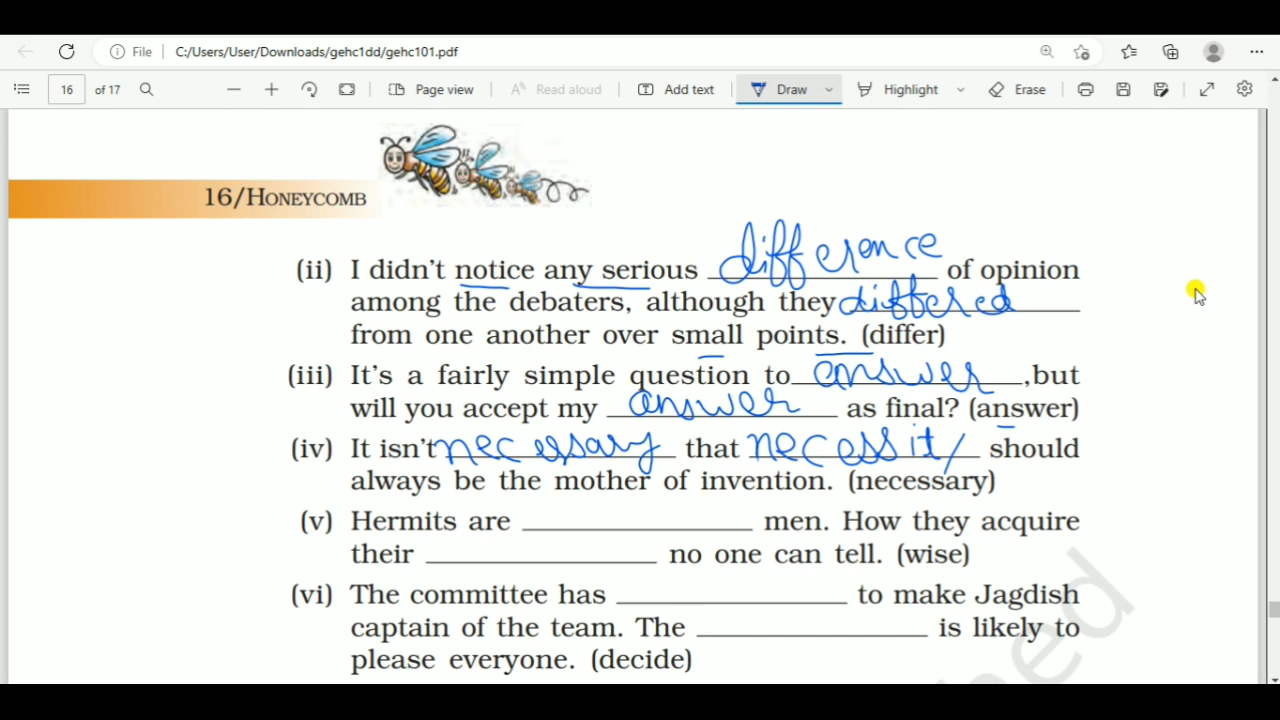 File C:/Users/User/Downloads/gehc1dd/gehc101.pdf
16 of 17 Page view Read aloud Add text Draw Highlight Erase
16/HONEYCOMB
(ii) I didn't notice any serious difference of opinion
among the debaters, although they differed
from one another over small points. (differ)
(iii) It's a fairly simple question to answer ,but
will you accept my answer as final? (answer)
(iv) It isn't necessary that necessity should
always be the mother of invention. (necessary)
(v) Hermits are ____ men. How they acquire
their ____ no one can tell. (wise)
(vi) The committee has ____ to make Jagdish
captain of the team. The ____ is likely to
please everyone. (decide)